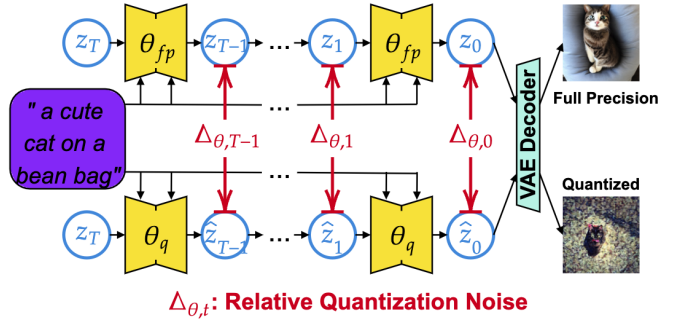 z_T θ_fp z_{T−1} ... z_1 θ_fp z_0
Full Precision
" a cute
cat on a
bean bag"
...
Δ_{θ,T−1} Δ_{θ,1} Δ_{θ,0}
VAE Decoder
...
Quantized
z_T θ_q ẑ_{T−1} ... ẑ_1 θ_q ẑ_0
Δ_{θ,t}: Relative Quantization Noise